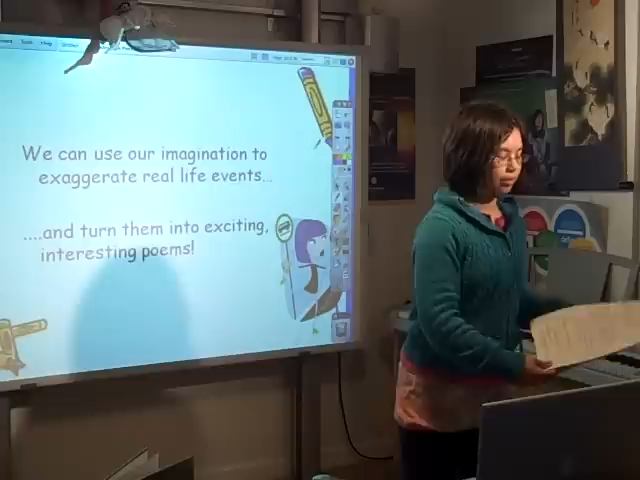 We can use our imagination to
exaggerate real life events...
....and turn them into exciting,
interesting poems!